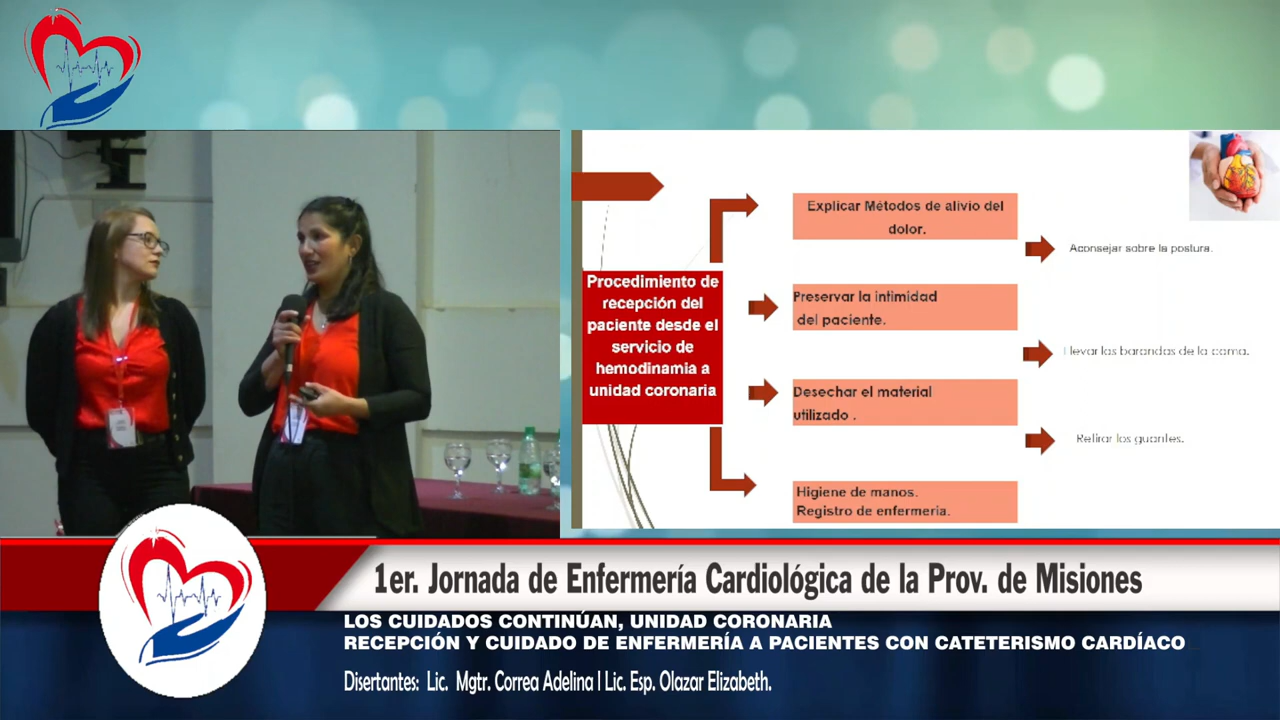 Procedimiento de
recepción del
paciente desde el
servicio de
hemodinamia a
unidad coronaria
Explicar Métodos de alivio del
dolor.
Aconsejar sobre la postura.
Preservar la intimidad
del paciente.
Elevar las barandas de la cama.
Desechar el material
utilizado .
Retirar los guantes.
Higiene de manos.
Registro de enfermería.
1er. Jornada de Enfermería Cardiológica de la Prov. de Misiones
LOS CUIDADOS CONTINÚAN, UNIDAD CORONARIA
RECEPCIÓN Y CUIDADO DE ENFERMERÍA A PACIENTES CON CATETERISMO CARDÍACO
Disertantes: Lic. Mgtr. Correa Adelina l Lic. Esp. Olazar Elizabeth.